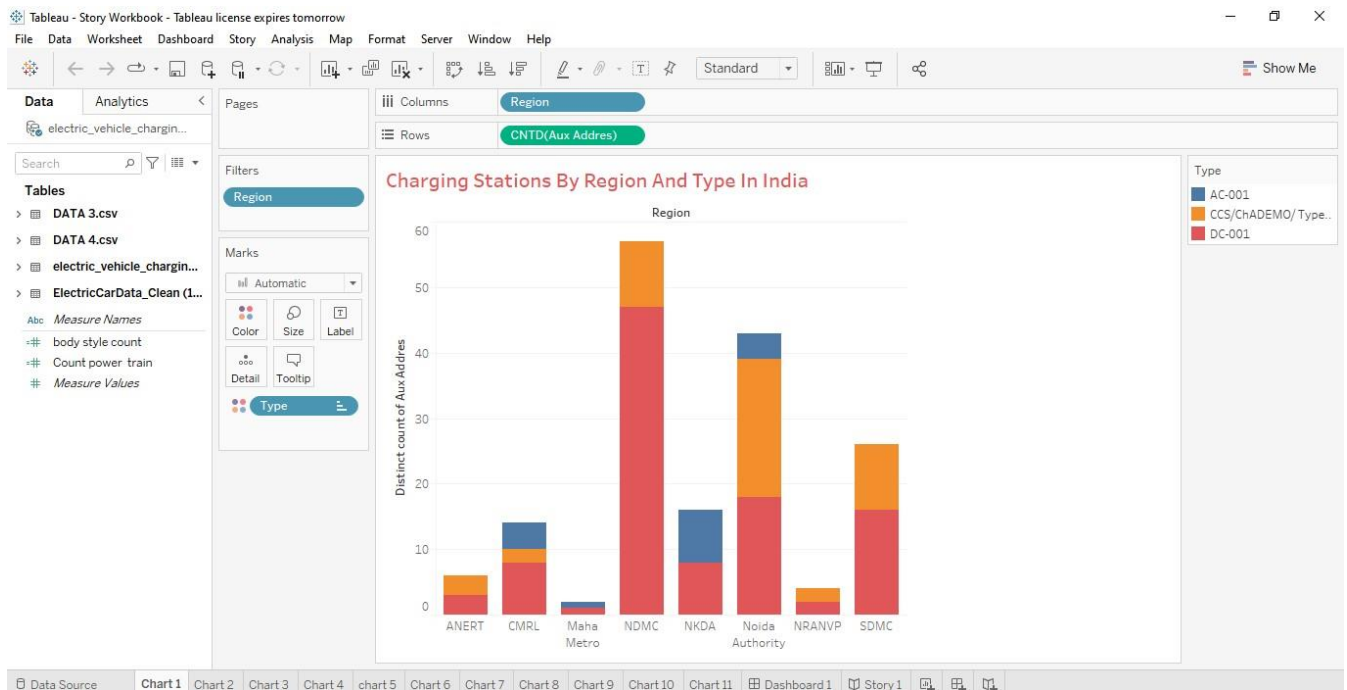 Tableau - Story Workbook - Tableau license expires tomorrow
File Data Worksheet Dashboard Story Analysis Map Format Server Window Help
Standard
Show Me
Data Analytics
electric_vehicle_chargin...
Search
Tables
DATA 3.csv
DATA 4.csv
electric_vehicle_chargin...
ElectricCarData_Clean (1...
Abc Measure Names
body style count
Count power train
Measure Values
Pages
Filters
Region
Marks
Automatic
Color Size Label
Detail Tooltip
Type
Columns Region
Rows CNTD(Aux Addres)
Charging Stations By Region And Type In India
Region
60
50
40
30
20
10
0
Distinct count of Aux Addres
ANERT CMRL Maha Metro NDMC NKDA Noida Authority NRANVP SDMC
Type
AC-001
CCS/ChADEMO/ Type..
DC-001
Data Source Chart 1 Chart 2 Chart 3 Chart 4 chart 5 Chart 6 Chart 7 Chart 8 Chart 9 Chart 10 Chart 11 Dashboard 1 Story 1